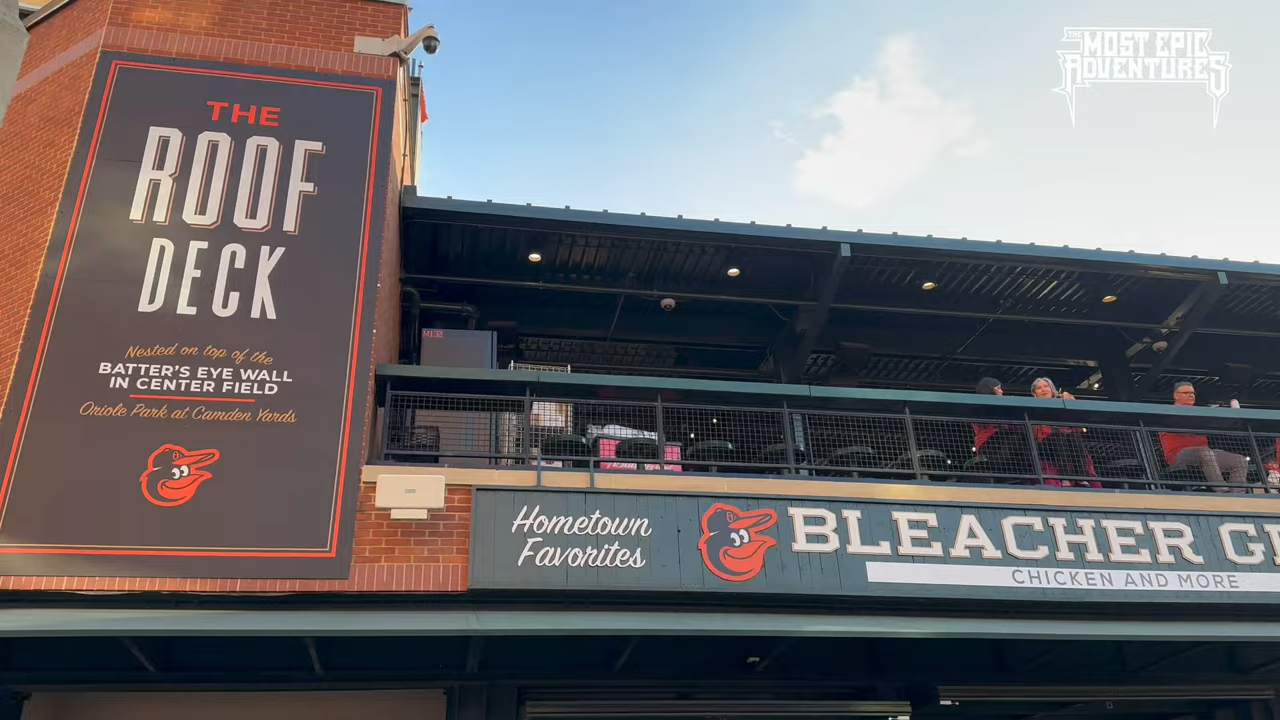 THE
ROOF
DECK
Nested on top of the
BATTER'S EYE WALL
IN CENTER FIELD
Oriole Park at Camden Yards
THE
MOST EPIC
ADVENTURES
M132
Hometown
Favorites
BLEACHER
CHICKEN AND MORE